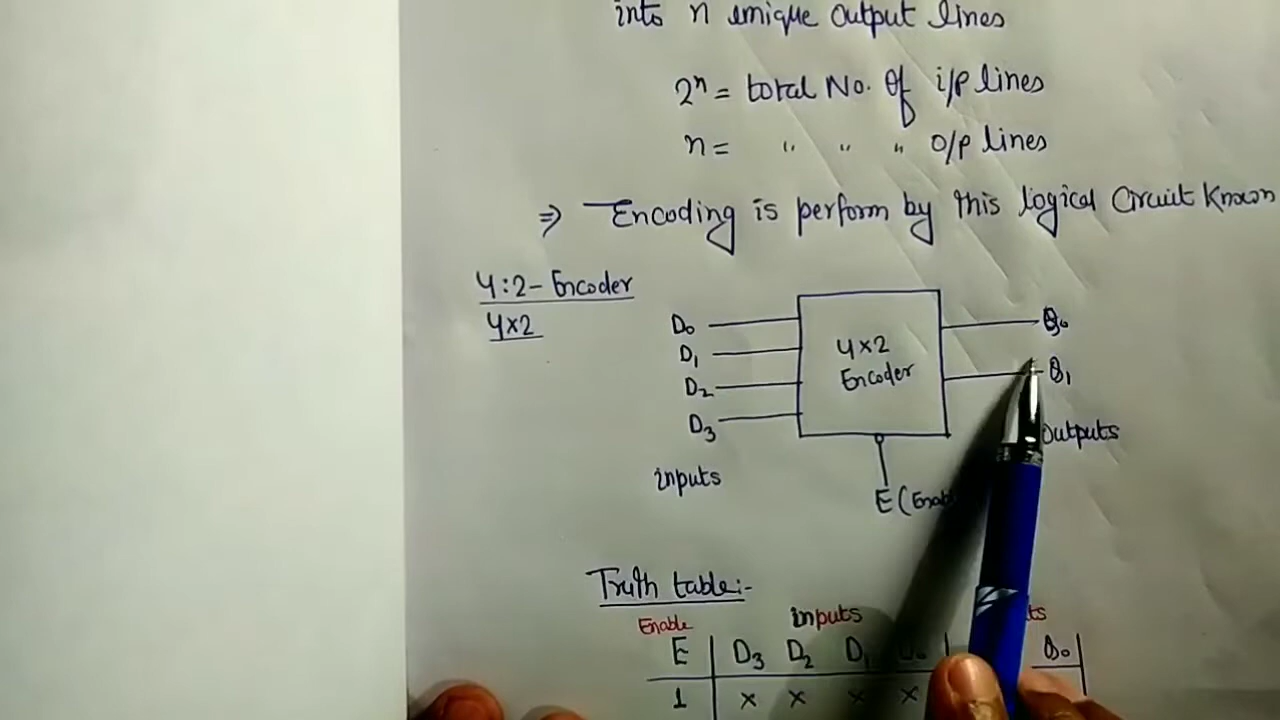 into n unique output lines
2ⁿ = total No. of i/p lines
n = " " " o/p lines
⇒ Encoding is perform by this logical Circuit Known
4:2- Encoder
4×2
D₀
D₁
D₂
D₃
inputs
4×2
Encoder
E (Enab
Q₀
Q₁
Outputs
Truth table:-
Enable inputs
E D₃ D₂ D₁ Q₀
1 × × × ×